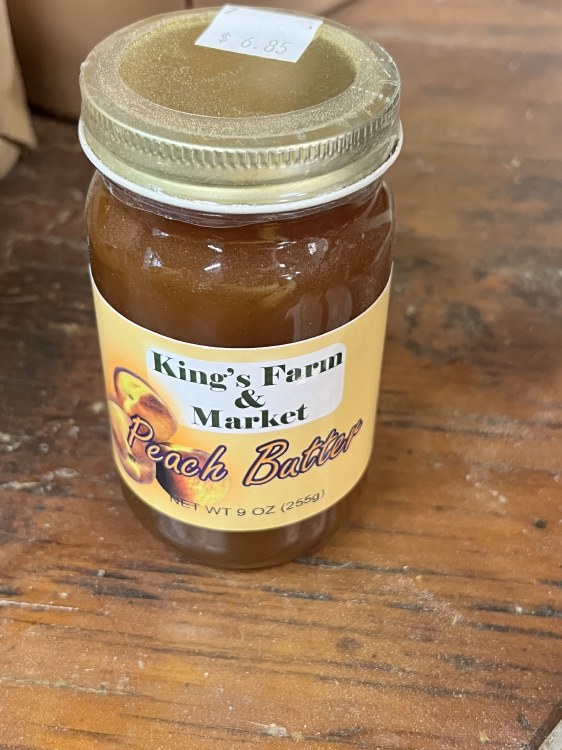 $ 6.85
King's Farm
&
Market
Peach Butter
NET WT 9 OZ (255g)